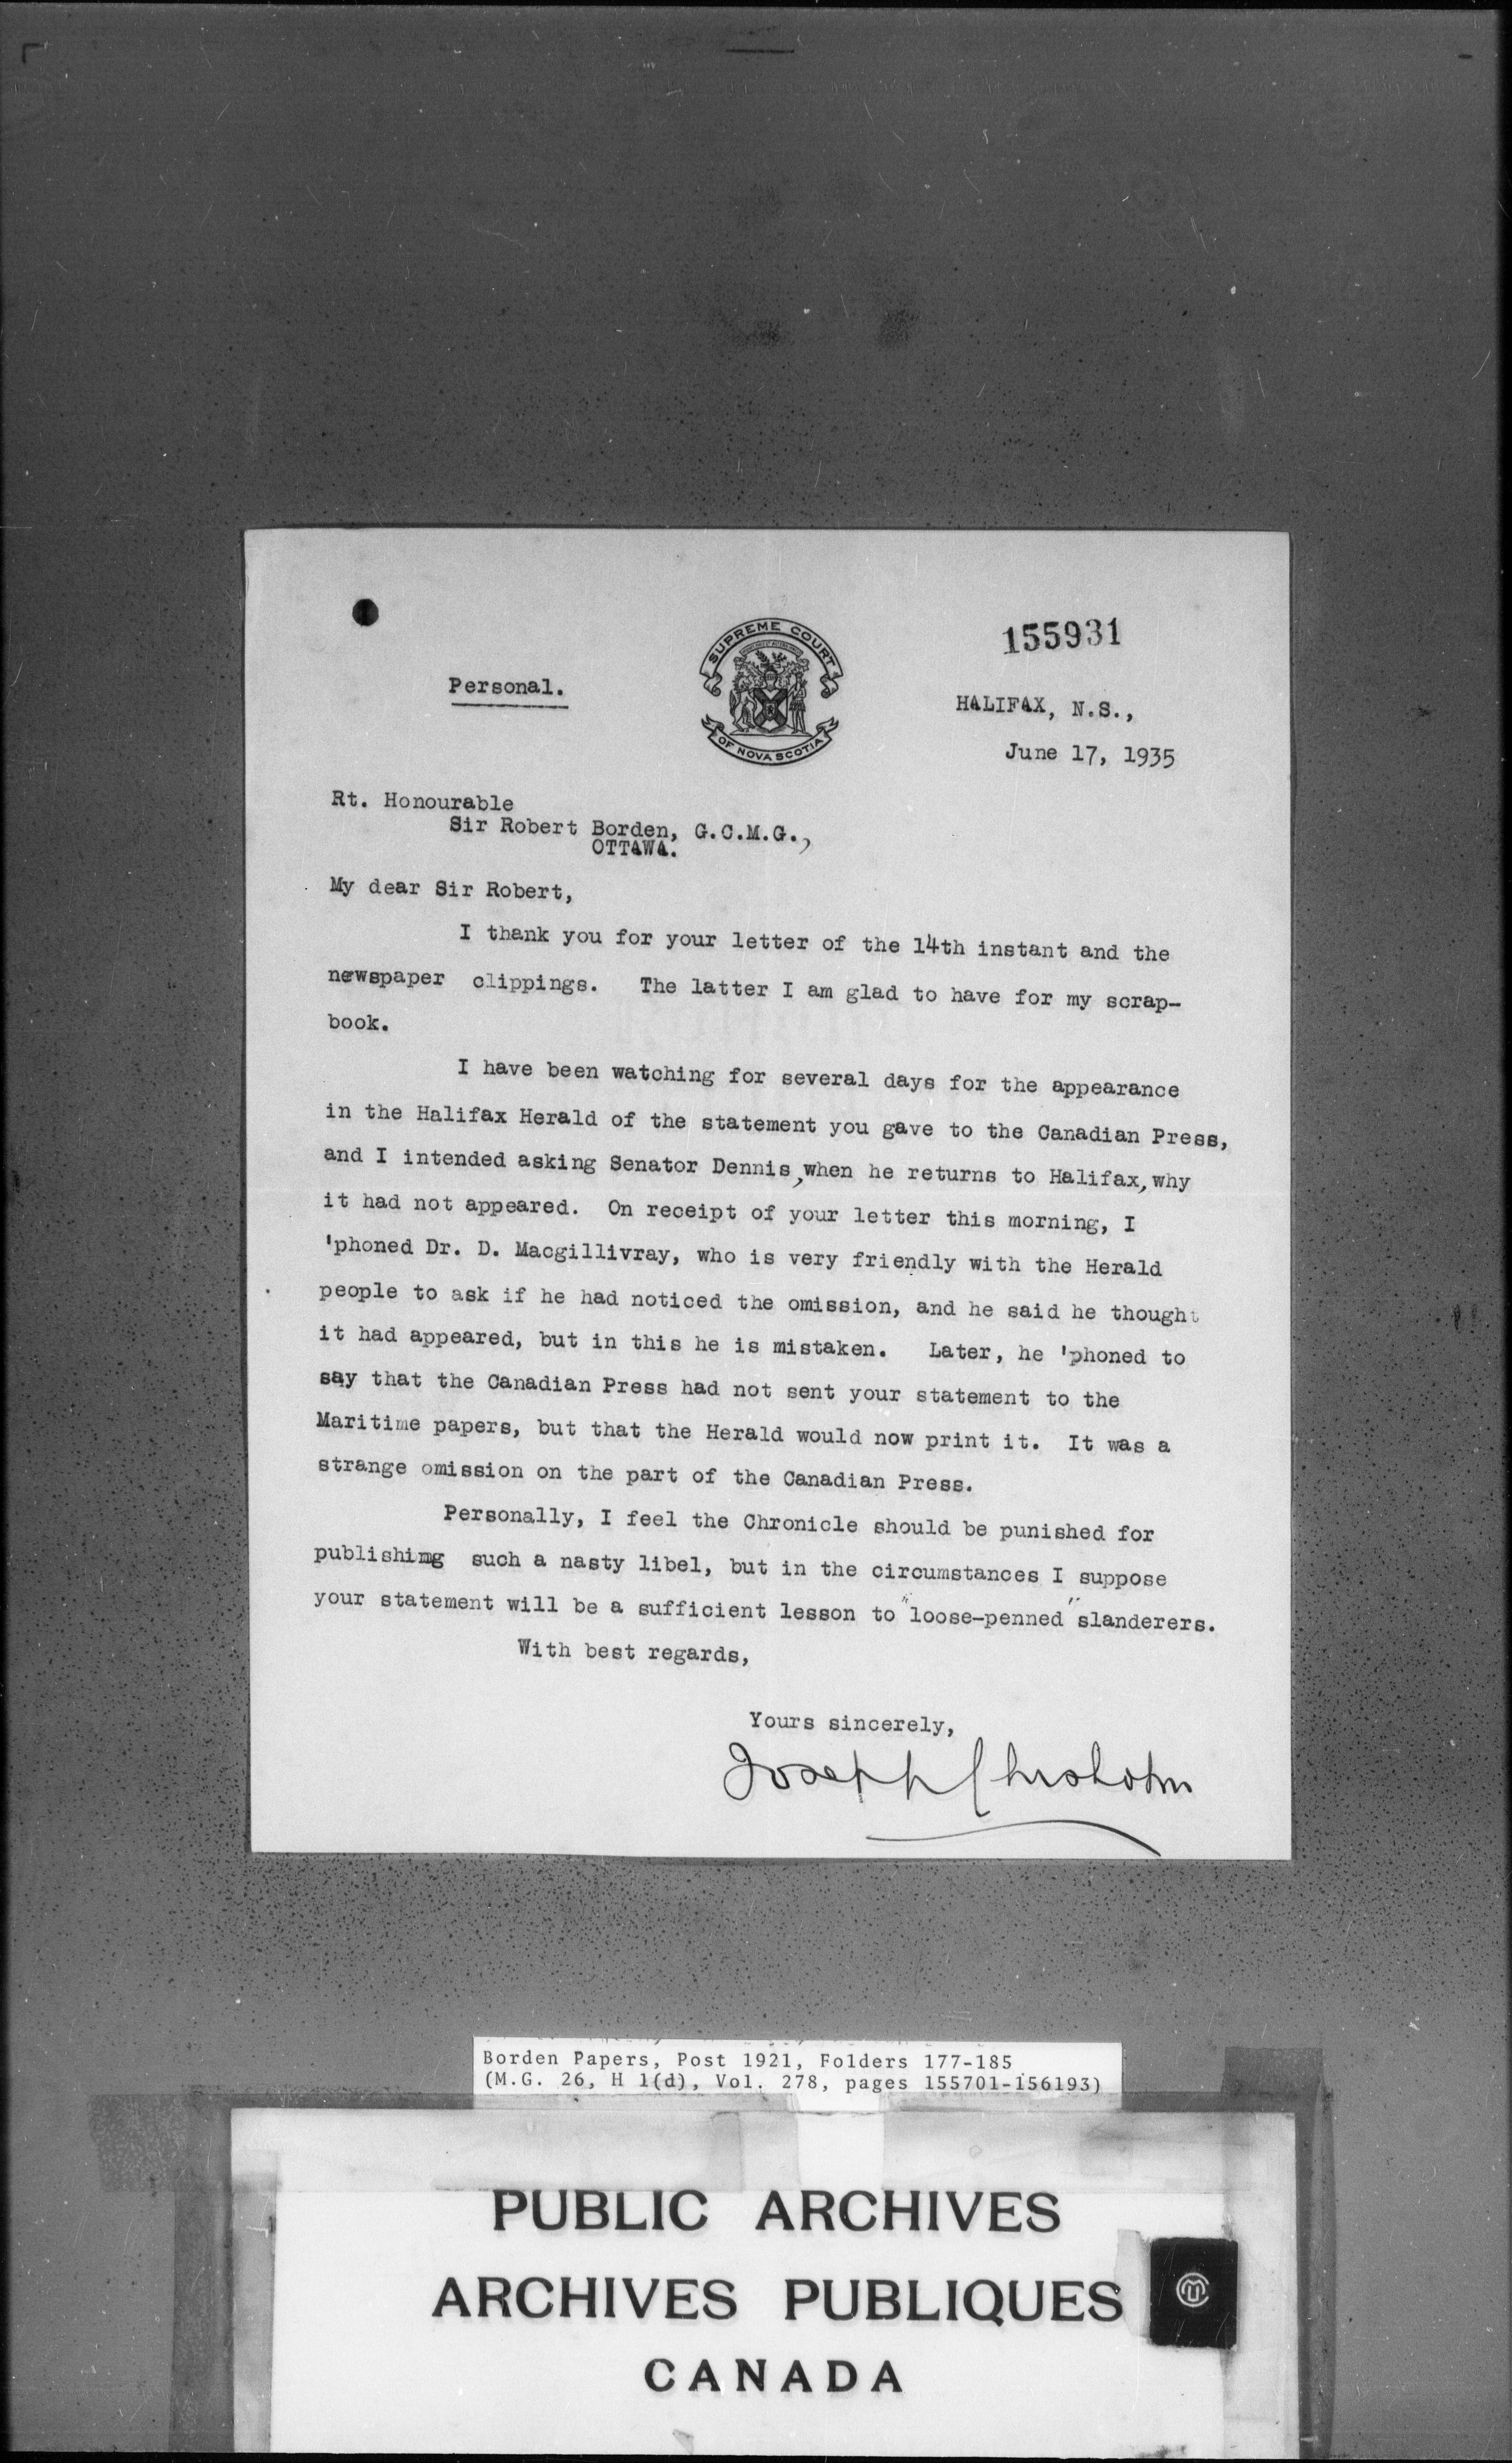 155931
SUPREME COURT
OF NOVA SCOTIA
Personal.
HALIFAX, N.S.,
June 17, 1935
Rt. Honourable
Sir Robert Borden, G.C.M.G.,
OTTAWA.
My dear Sir Robert,
I thank you for your letter of the 14th instant and the
newspaper clippings. The latter I am glad to have for my scrap-
book.
I have been watching for several days for the appearance
in the Halifax Herald of the statement you gave to the Canadian Press,
and I intended asking Senator Dennis, when he returns to Halifax, why
it had not appeared. On receipt of your letter this morning, I
'phoned Dr. D. Macgillivray, who is very friendly with the Herald
people to ask if he had noticed the omission, and he said he thought
it had appeared, but in this he is mistaken. Later, he 'phoned to
say that the Canadian Press had not sent your statement to the
Maritime papers, but that the Herald would now print it. It was a
strange omission on the part of the Canadian Press.
Personally, I feel the Chronicle should be punished for
publishing such a nasty libel, but in the circumstances I suppose
your statement will be a sufficient lesson to "loose-penned" slanderers.
With best regards,
Yours sincerely,
Joseph Chisholm
Borden Papers, Post 1921, Folders 177-185
(M.G. 26, H 1(d), Vol. 278, pages 155701-156193)
PUBLIC ARCHIVES
ARCHIVES PUBLIQUES
CANADA